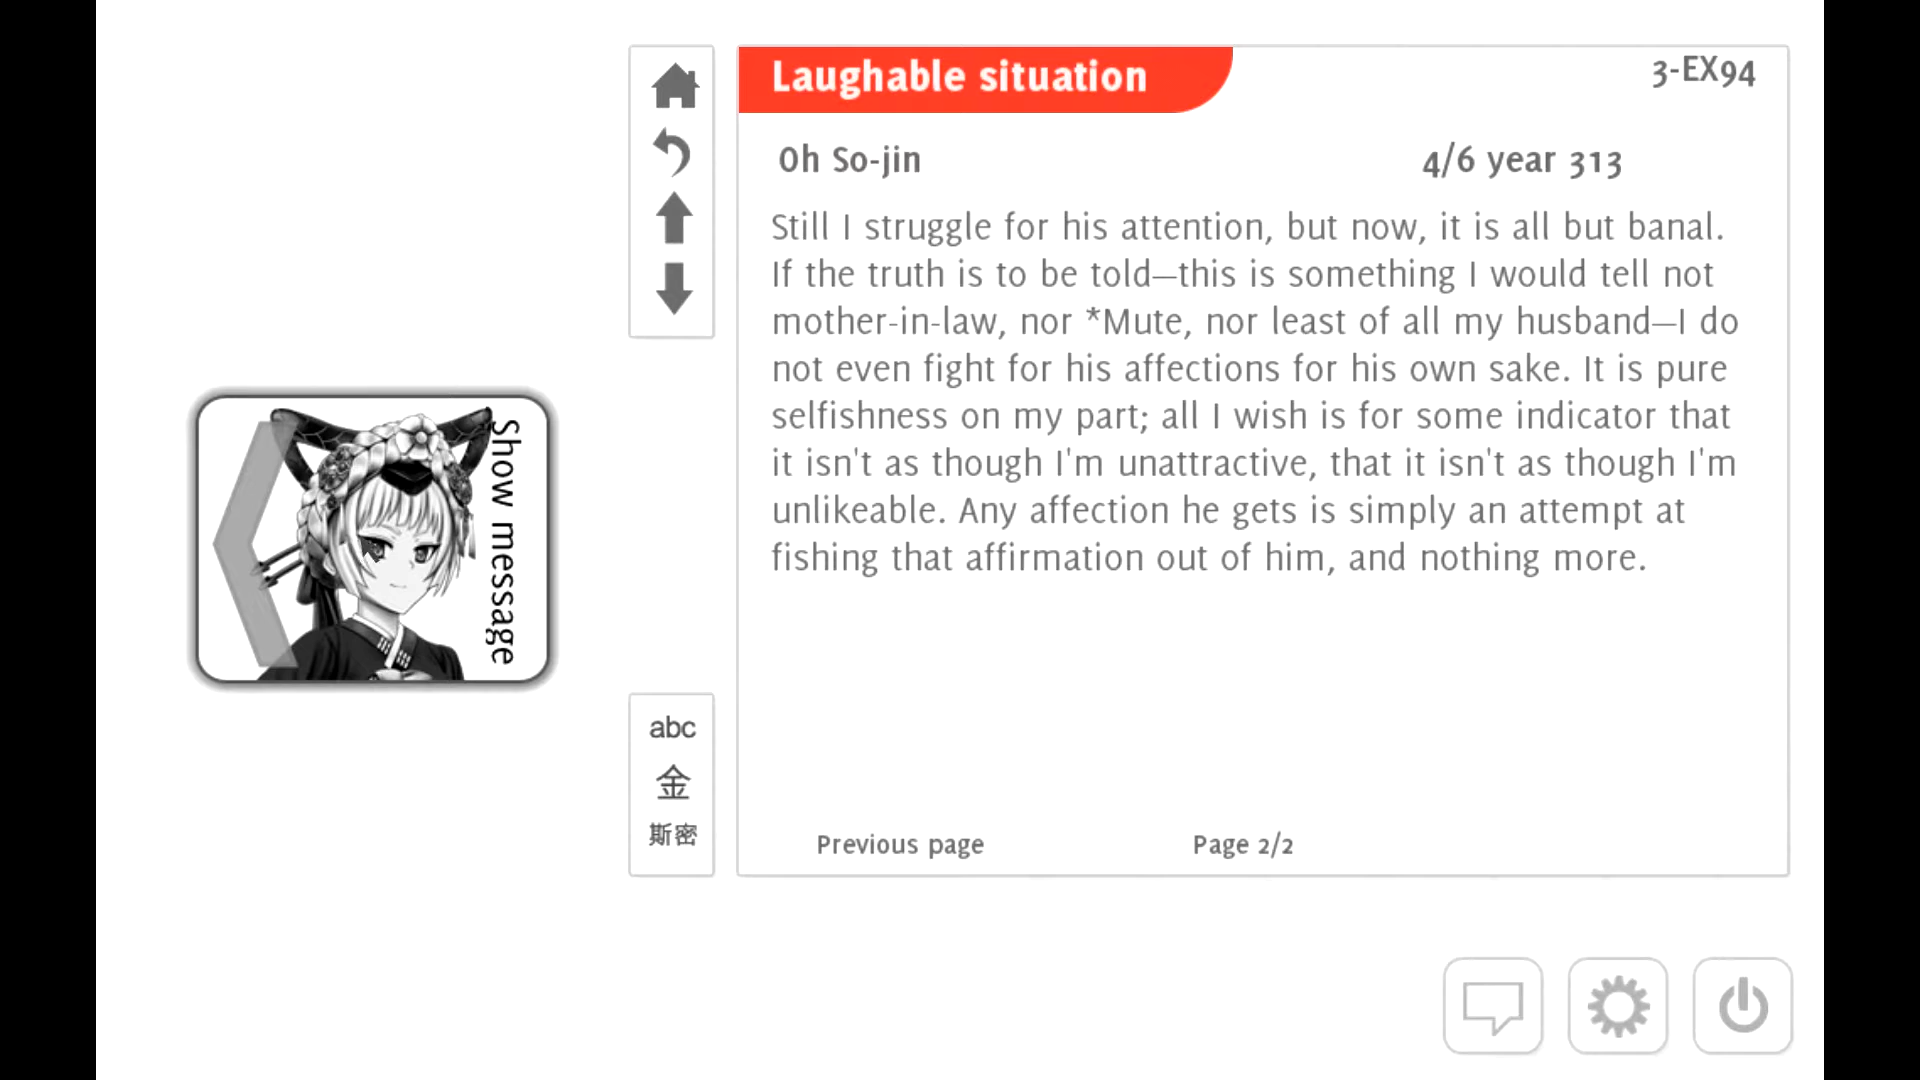 Laughable situation
3-EX94
Oh So-jin
4/6 year 313
Still I struggle for his attention, but now, it is all but banal.
If the truth is to be told—this is something I would tell not
mother-in-law, nor *Mute, nor least of all my husband—I do
not even fight for his affections for his own sake. It is pure
selfishness on my part; all I wish is for some indicator that
it isn't as though I'm unattractive, that it isn't as though I'm
unlikeable. Any affection he gets is simply an attempt at
fishing that affirmation out of him, and nothing more.
Show message
abc
金
斯密
Previous page
Page 2/2